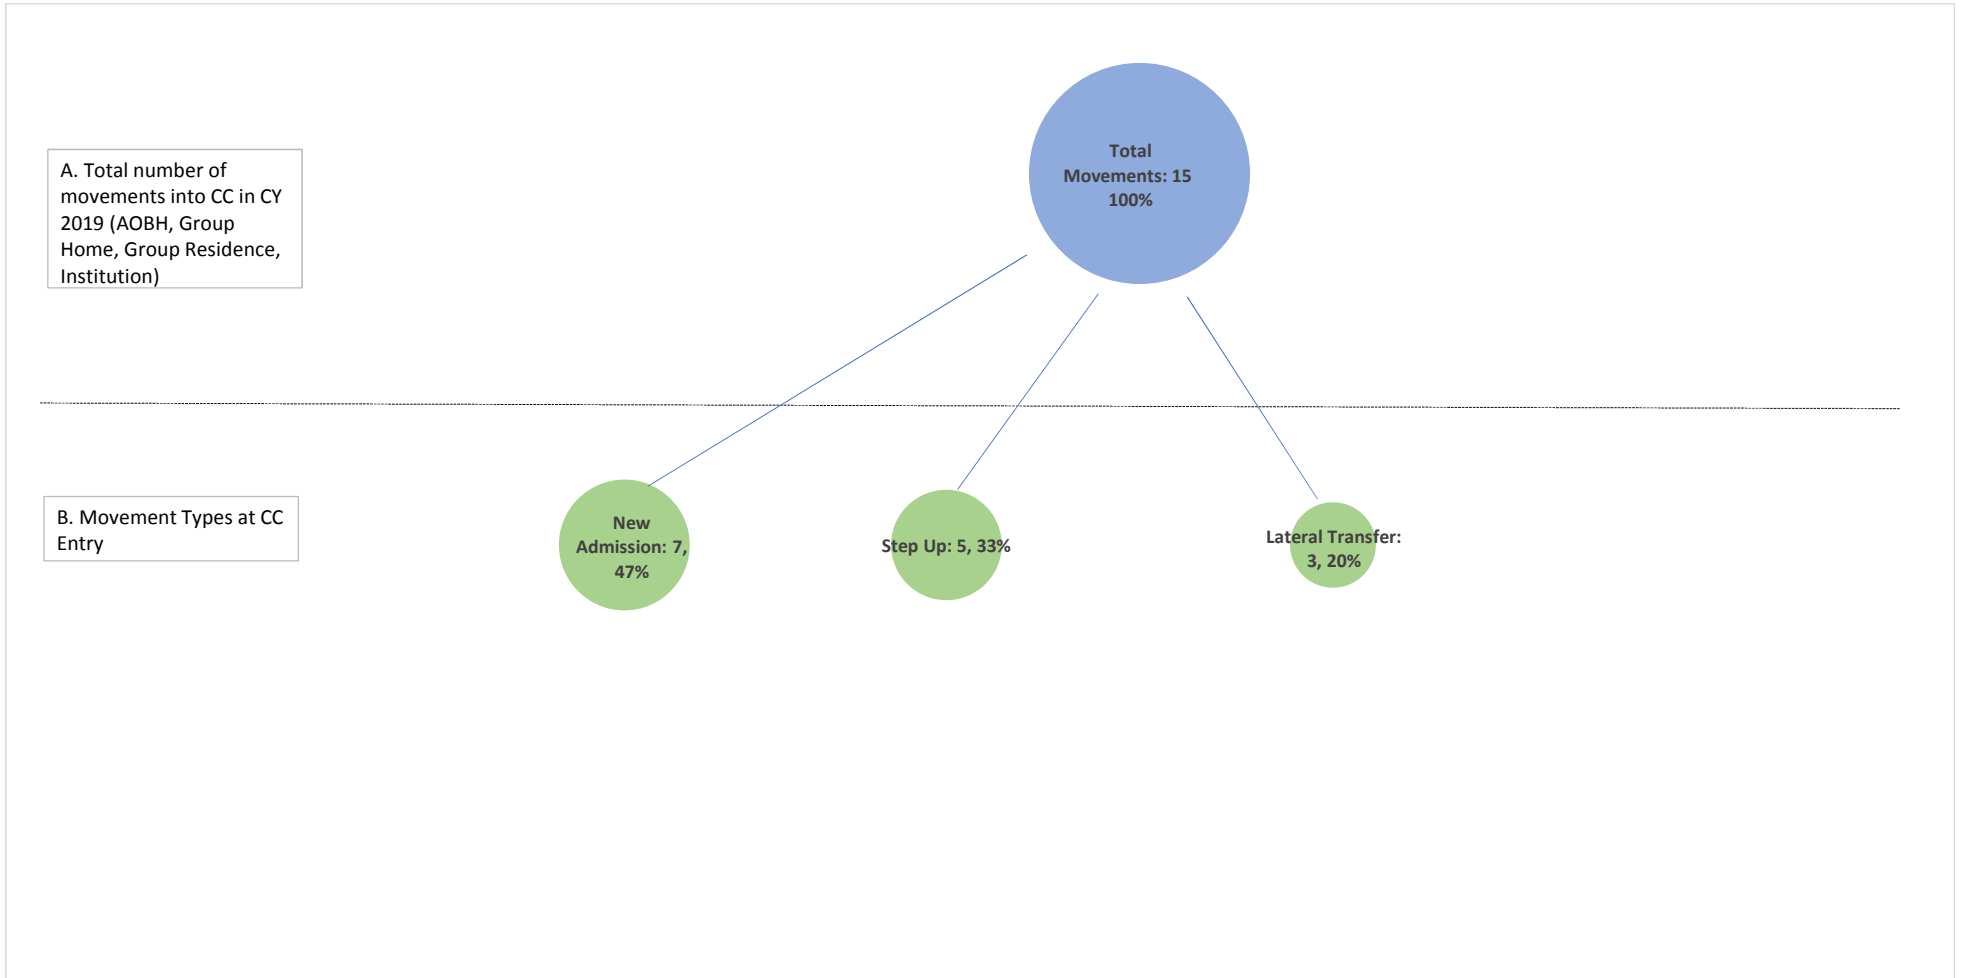 Total
Movements: 15
100%
A. Total number of
movements into CC in CY
2019 (AOBH, Group
Home, Group Residence,
Institution)
B. Movement Types at CC
Entry
New
Admission: 7,
47%
Step Up: 5, 33%
Lateral Transfer:
3, 20%